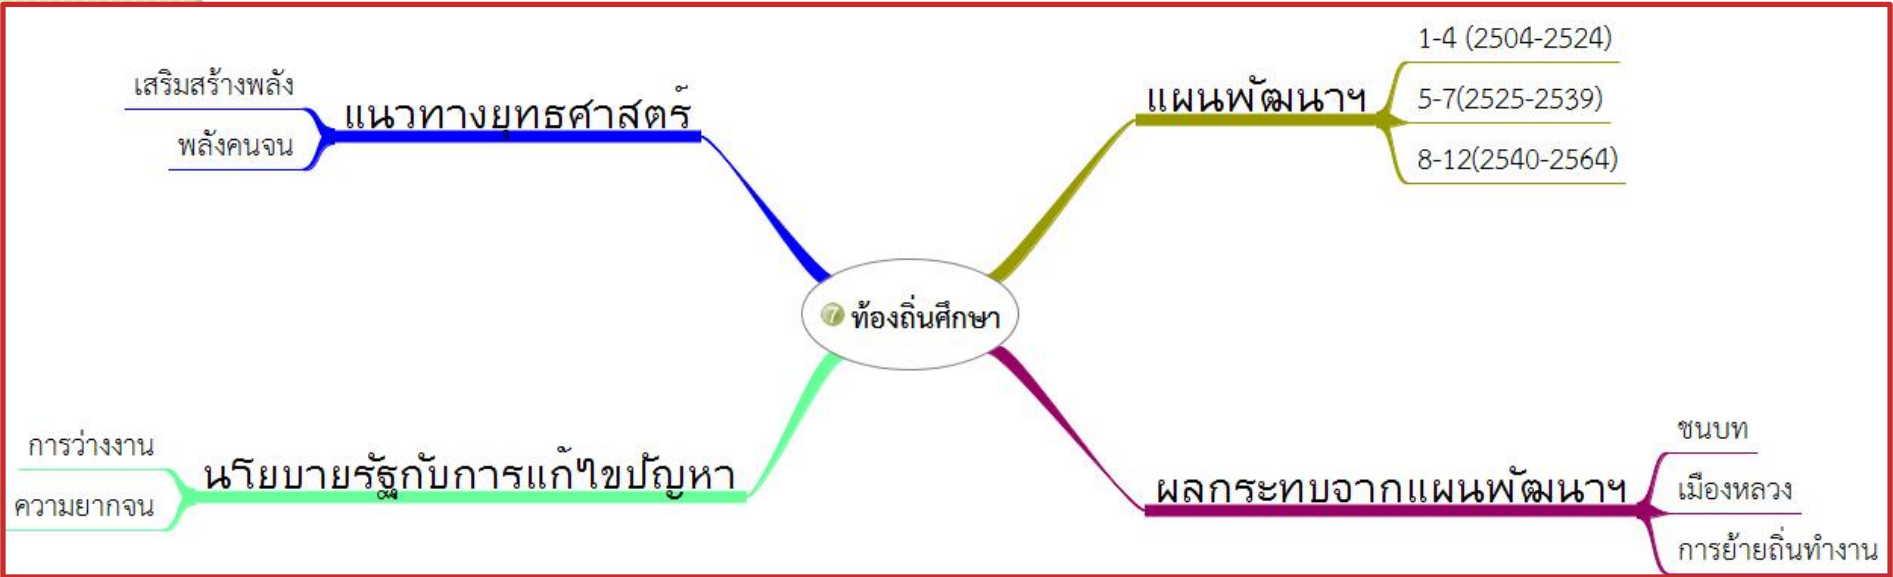 1-4 (2504-2524)
แผนพัฒนาฯ
5-7(2525-2539)
8-12(2540-2564)
เสริมสร้างพลัง
แนวทางยุทธศาสตร์
พลังคนจน
7 ท้องถิ่นศึกษา
การว่างงาน
นโยบายรัฐกับการแก้ไขปัญหา
ความยากจน
ชนบท
ผลกระทบจากแผนพัฒนาฯ
เมืองหลวง
การย้ายถิ่นทำงาน